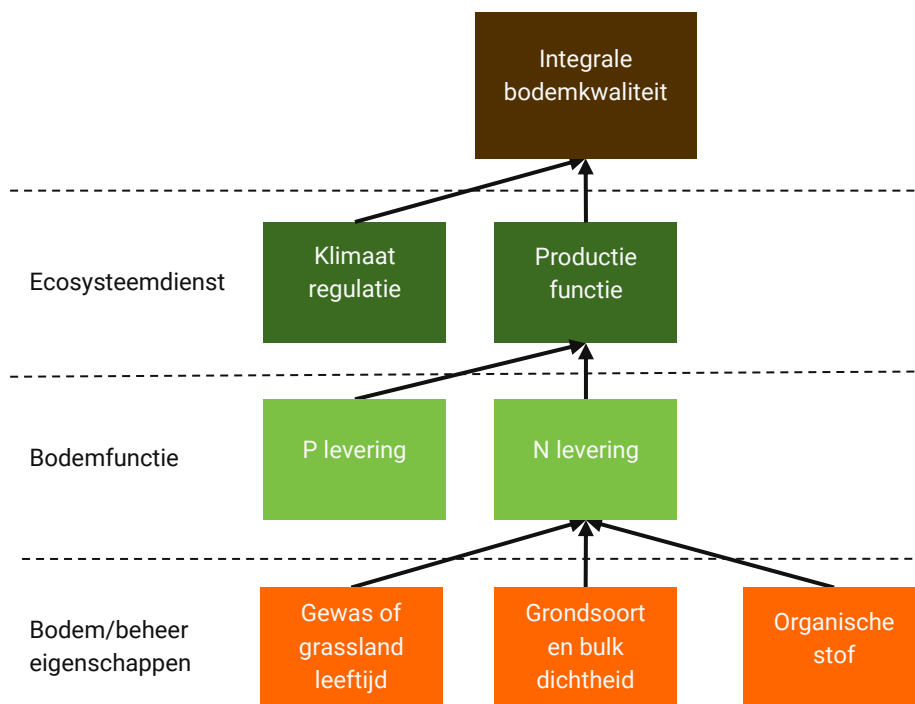 Integrale
bodemkwaliteit
Ecosysteemdienst
Klimaat
regulatie
Productie
functie
Bodemfunctie
P levering
N levering
Bodem/beheer
eigenschappen
Gewas of
grassland
leeftijd
Grondsoort
en bulk
dichtheid
Organische
stof